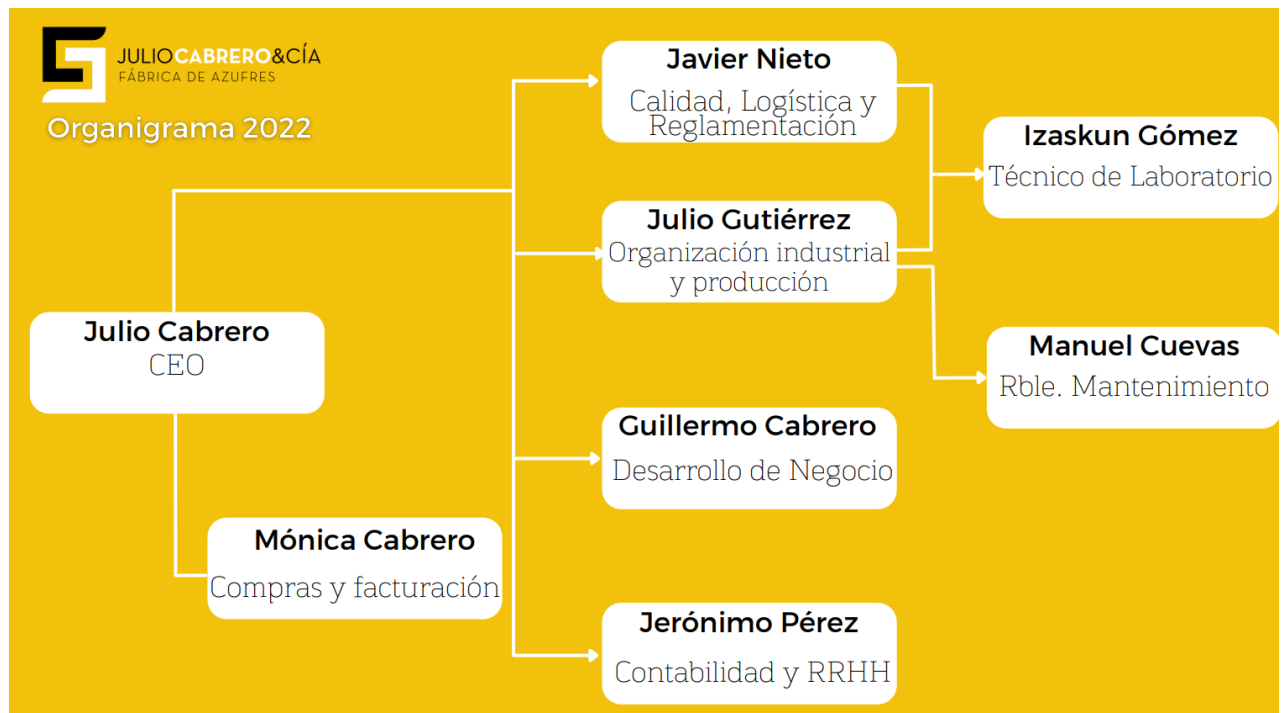 JULIOCABRERO&CÍA
FÁBRICA DE AZUFRES
Organigrama 2022
Javier Nieto
Calidad, Logística y
Reglamentación
Izaskun Gómez
Técnico de Laboratorio
Julio Gutiérrez
Organización industrial
y producción
Julio Cabrero
CEO
Manuel Cuevas
Rble. Mantenimiento
Guillermo Cabrero
Desarrollo de Negocio
Mónica Cabrero
Compras y facturación
Jerónimo Pérez
Contabilidad y RRHH